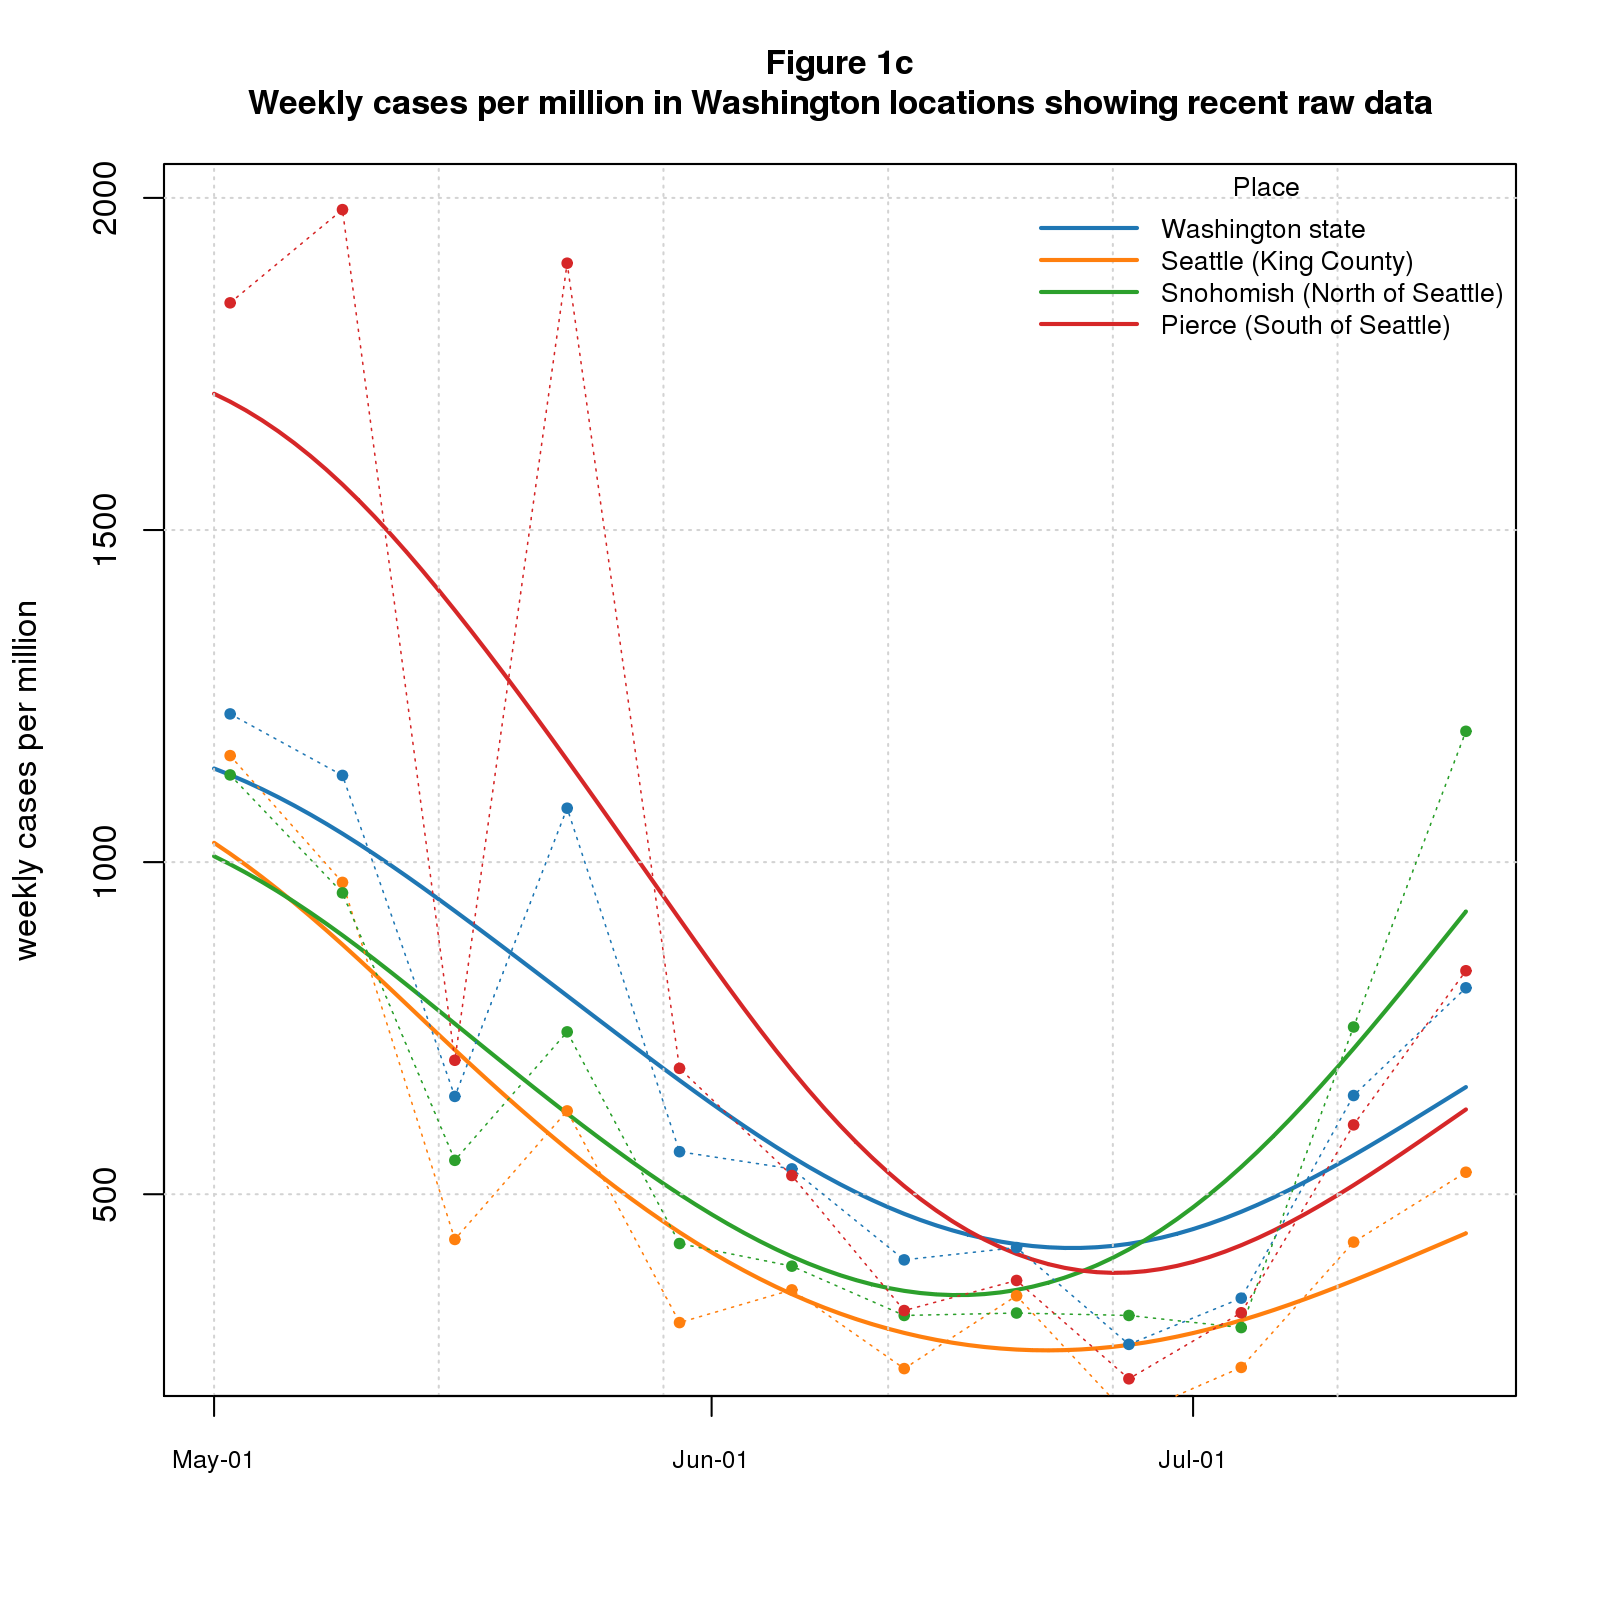 Figure 1c
Weekly cases per million in Washington locations showing recent raw data
Place
Washington state
Seattle (King County)
Snohomish (North of Seattle)
Pierce (South of Seattle)
weekly cases per million
2000
1500
1000
500
May-01
Jun-01
Jul-01